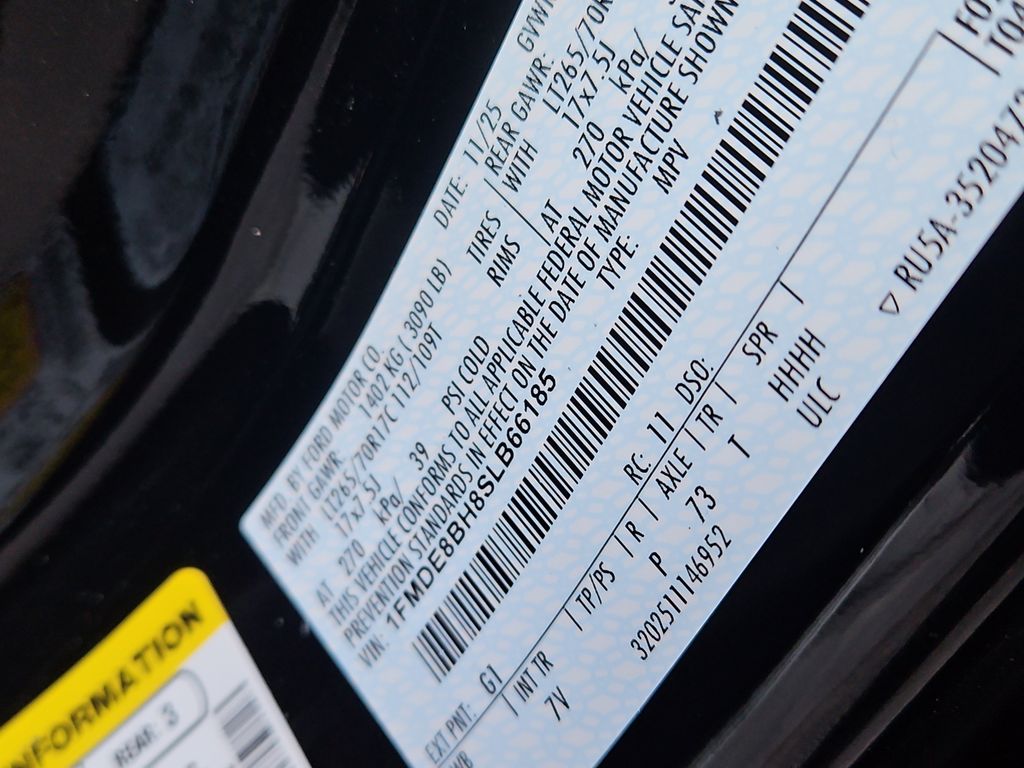 MFD. BY FORD MOTOR CO.
DATE: 11/25
FRONT GAWR: 1402 KG ( 3090 LB)
REAR GAWR:
WITH LT265/70R17C 112/109T TIRES
WITH LT265/70R
17x7.5J RIMS
17x7.5J
AT 270 kPa/ 39 PSI COLD
AT 270 kPa/
THIS VEHICLE CONFORMS TO ALL APPLICABLE FEDERAL MOTOR VEHICLE
PREVENTION STANDARDS IN EFFECT ON THE DATE OF MANUFACTURE SHOWN
VIN: 1FMDE8BH8SLB66185
TYPE: MPV
EXT PNT: G1
RC: 11 DSO:
INT TR TP/PS R AXLE TR SPR
7V P 73 T HHHH
3202511146952 ULC
▽ RU5A-3520472
REAR: 3